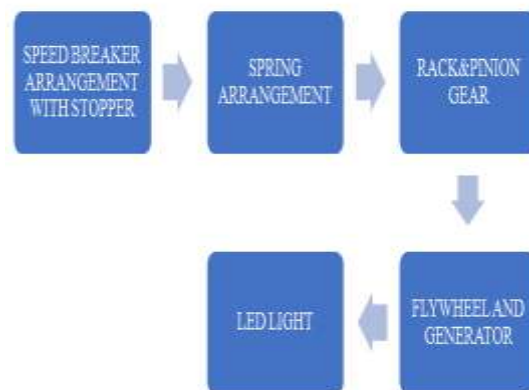 SPEED BREAKER
ARRANGEMENT
WITH STOPPER
SPRING
ARRANGEMENT
RACK&PINION
GEAR
FLYWHEEL AND
GENERATOR
LED LIGHT